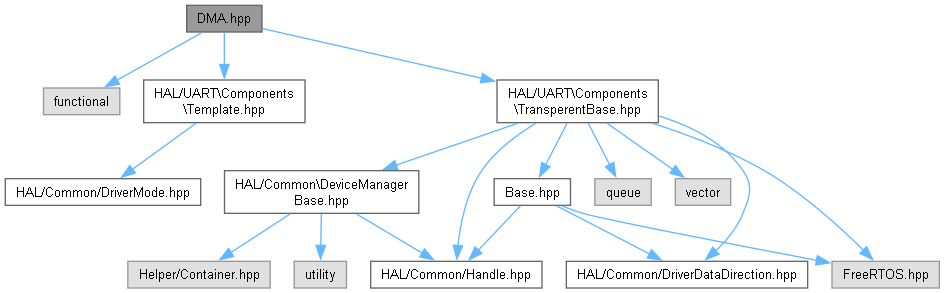 DMA.hpp
functional
HAL/UART\Components
\Template.hpp
HAL/UART\Components
\TransperentBase.hpp
HAL/Common/DriverMode.hpp
HAL/Common\DeviceManager
Base.hpp
Base.hpp
queue
vector
Helper/Container.hpp
utility
HAL/Common/Handle.hpp
HAL/Common/DriverDataDirection.hpp
FreeRTOS.hpp